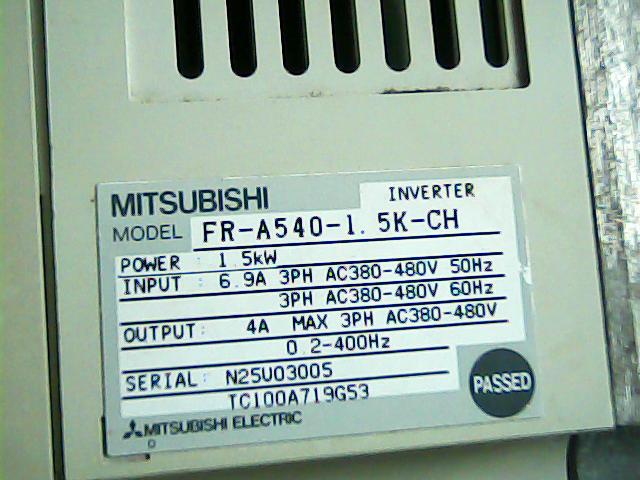 MITSUBISHI INVERTER
MODEL FR-A540-1.5K-CH
POWER : 1.5kW
INPUT : 6.9A 3PH AC380-480V 50Hz
3PH AC380-480V 60Hz
OUTPUT: 4A MAX 3PH AC380-480V
0.2-400Hz
SERIAL: N25U03005
TC100A719G53
PASSED
MITSUBISHI ELECTRIC